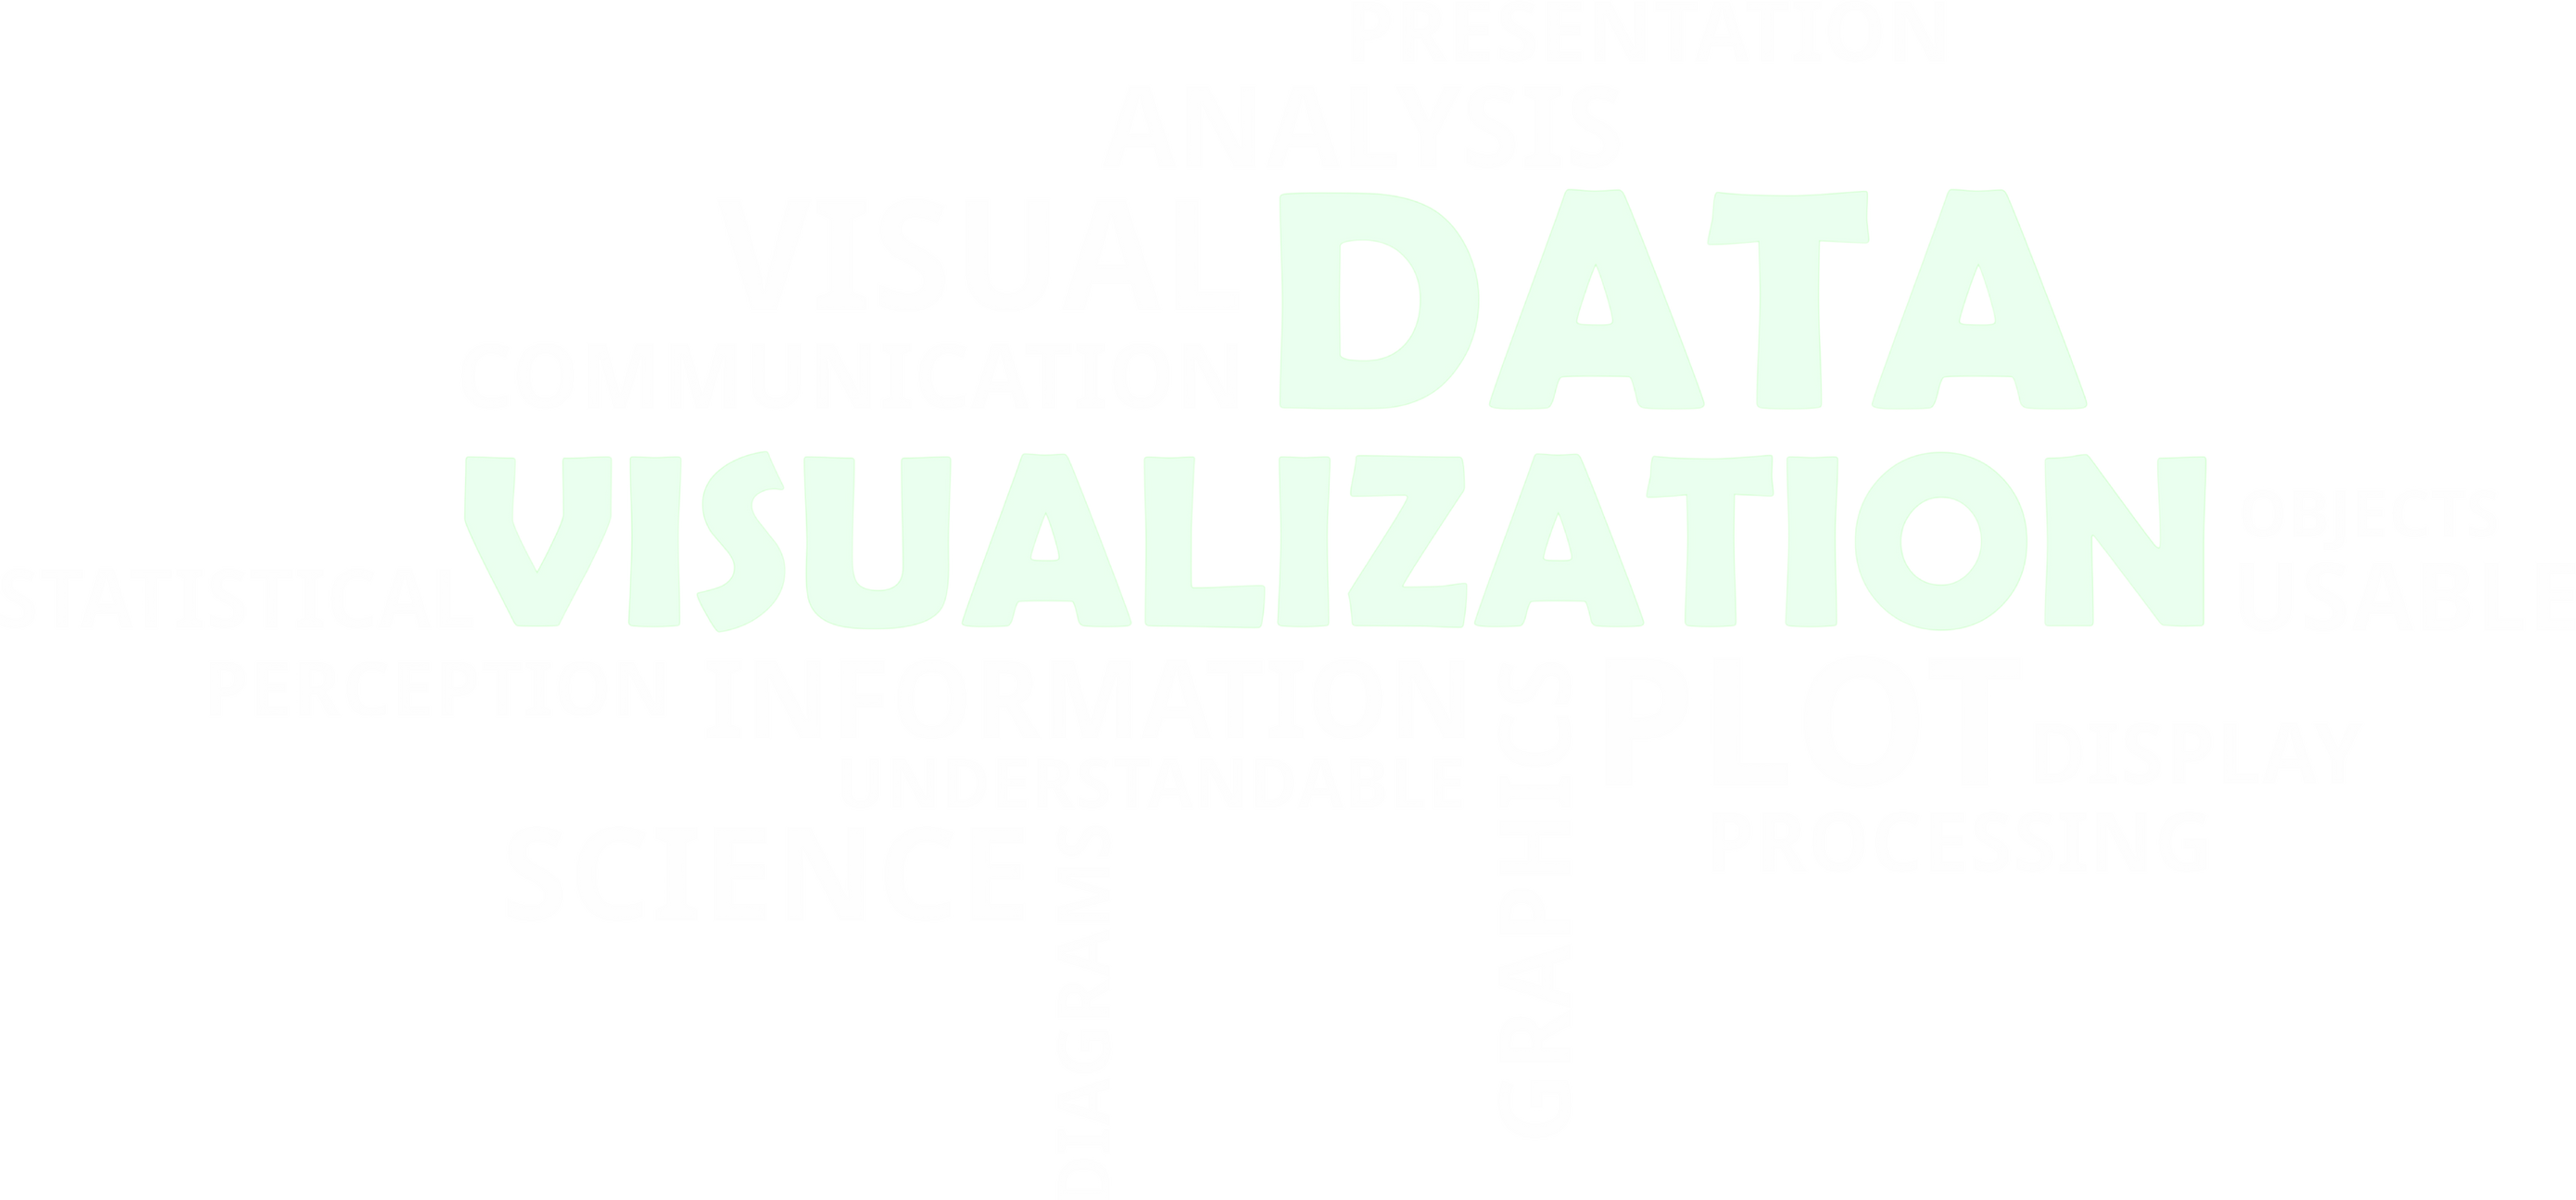 PRESENTATION
ANALYSIS
VISUAL
DATA
COMMUNICATION
VISUALIZATION
OBJECTS
STATISTICAL
USABLE
PERCEPTION
INFORMATION
GRAPHICS
PLOT
DISPLAY
UNDERSTANDABLE
PROCESSING
SCIENCE
DIAGRAMS